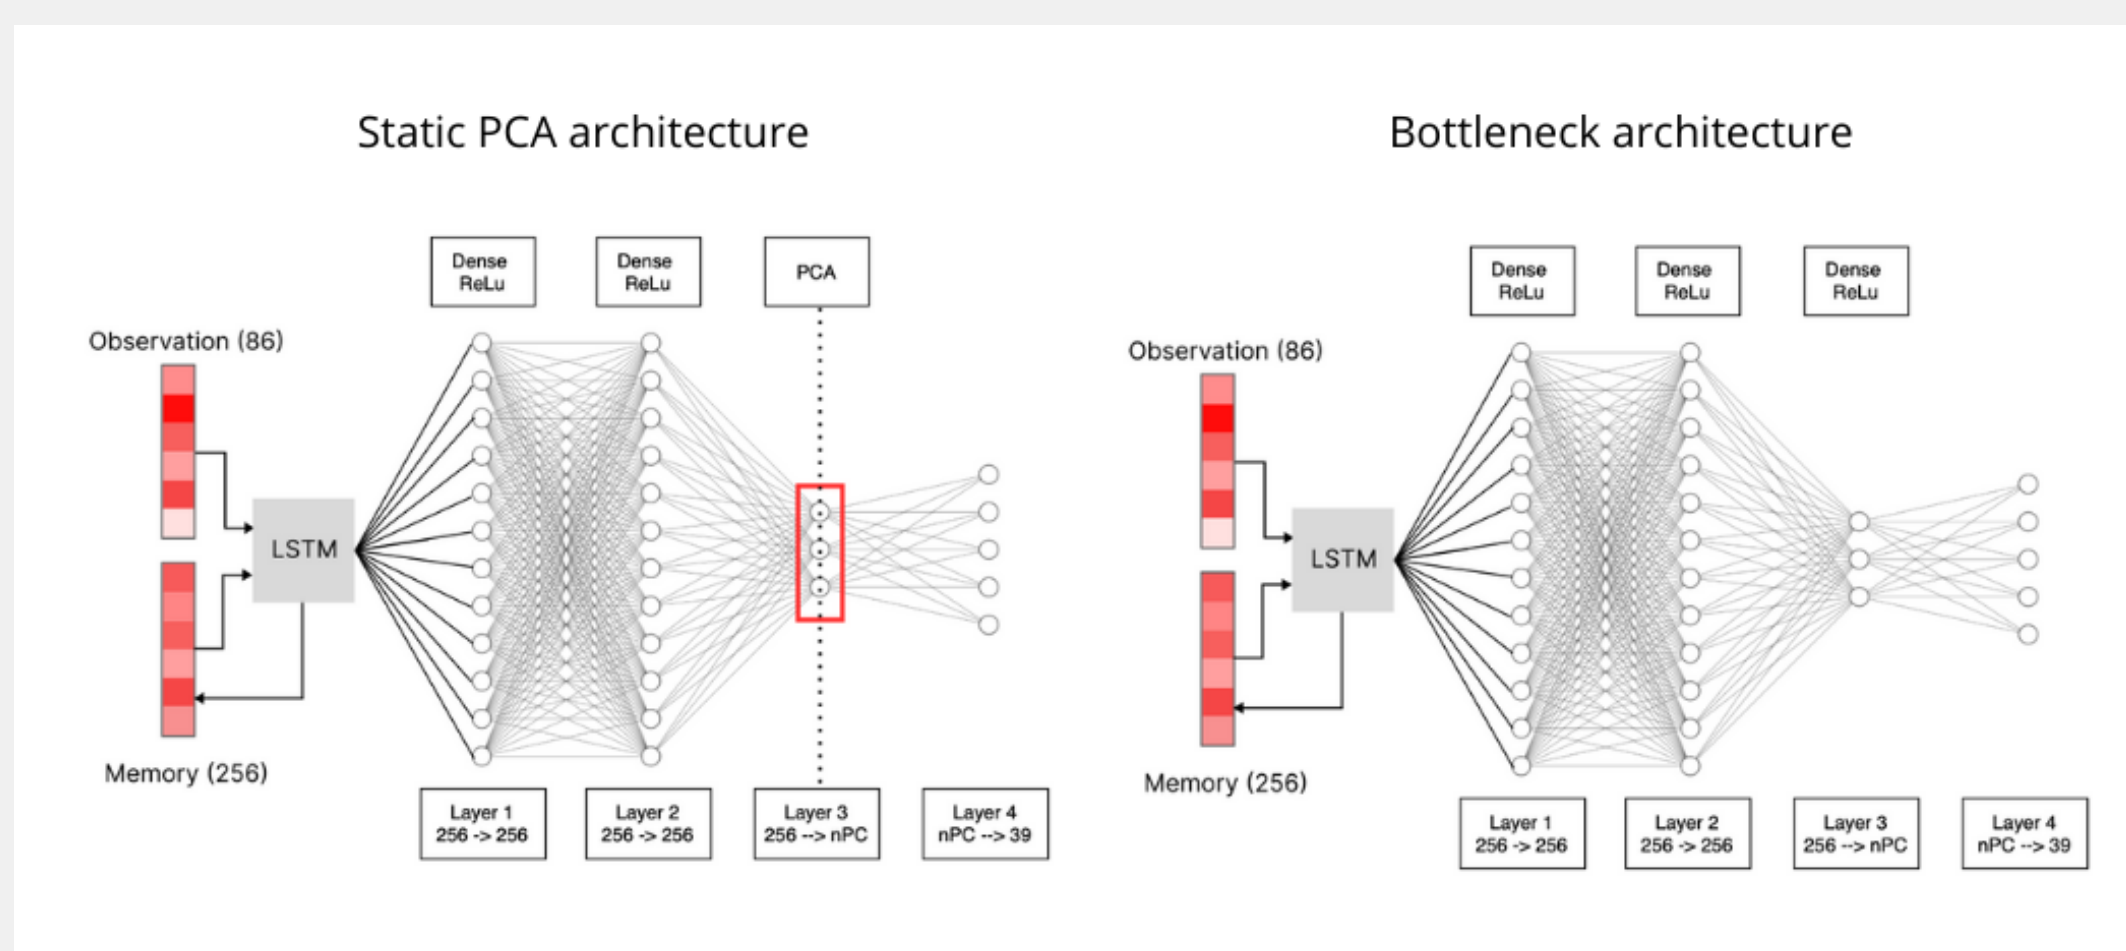 Static PCA architecture
Dense
ReLu
Dense
ReLu
PCA
Observation (86)
LSTM
Memory (256)
Layer 1
256 -> 256
Layer 2
256 -> 256
Layer 3
256 --> nPC
Layer 4
nPC --> 39
Bottleneck architecture
Dense
ReLu
Dense
ReLu
Dense
ReLu
Observation (86)
LSTM
Memory (256)
Layer 1
256 -> 256
Layer 2
256 -> 256
Layer 3
256 --> nPC
Layer 4
nPC --> 39